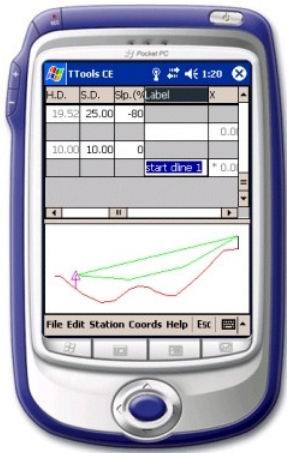 Pocket PC
TTools CE 1:20
H.D. S.D. Slp.(% Label X
19.52 25.00 -80
0.0
10.00 10.00 0
start dline 1 * 0.0
File Edit Station Coords Help Esc